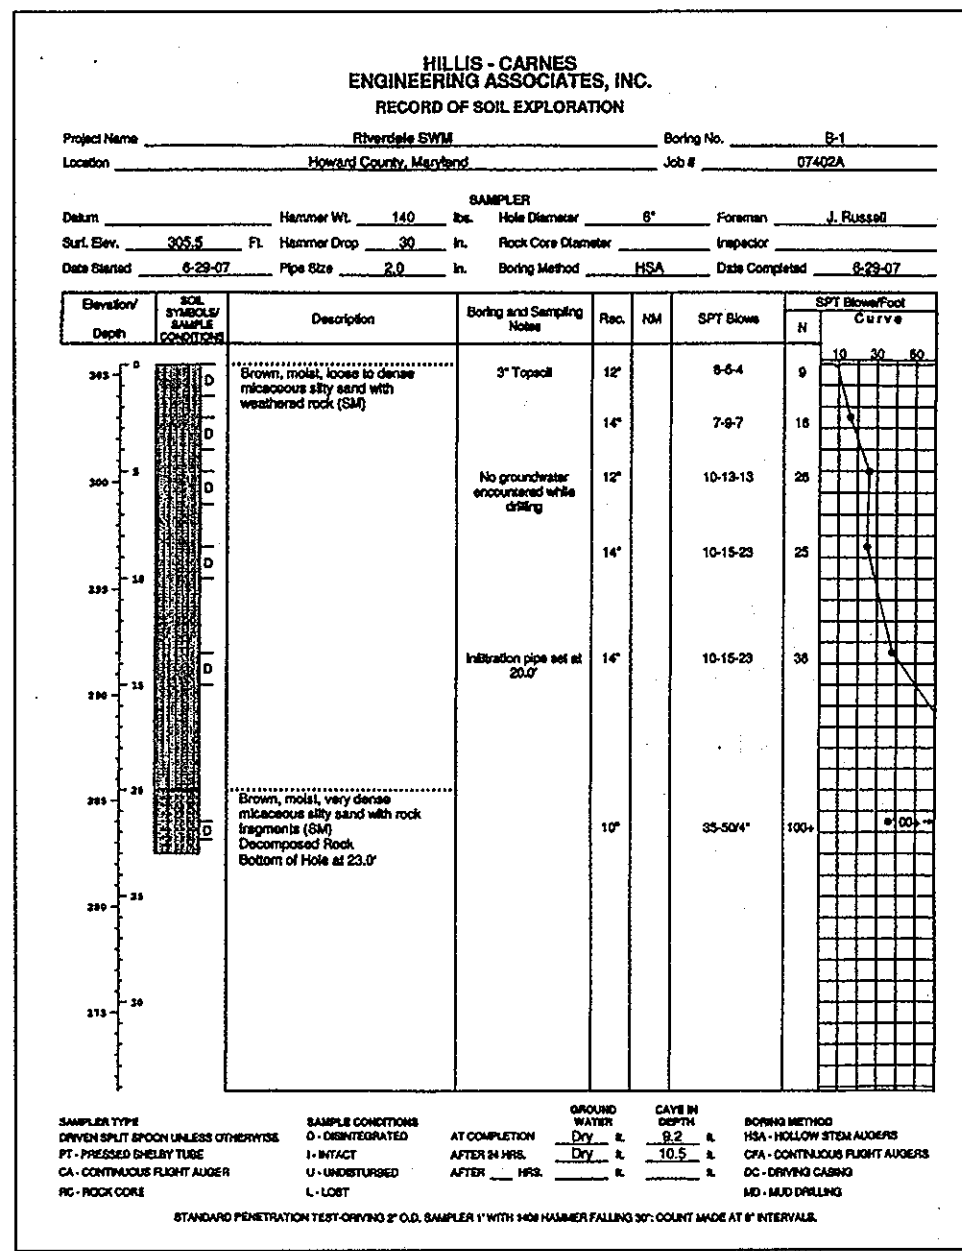 HILLIS - CARNES
ENGINEERING ASSOCIATES, INC.
RECORD OF SOIL EXPLORATION
Project Name Riverdale SWM Boring No. B-1
Location Howard County, Maryland Job # 07402A
SAMPLER
Datum Hammer Wt. 140 lbs. Hole Diameter 6" Foreman J. Russell
Surf. Elev. 305.5 Ft. Hammer Drop 30 in. Rock Core Diameter Inspector
Date Started 6-29-07 Pipe Size 2.0 in. Boring Method HSA Date Completed 6-29-07
Elevation/ Depth
SOIL SYMBOLS/ SAMPLE CONDITIONS
Description
Boring and Sampling Notes
Rec. NM SPT Blows
SPT Blows/Foot
N Curve
10 30 60
305 0 D Brown, moist, loose to dense 3" Topsoil 12" 9
micaceous silty sand with
weathered rock (SM)
D 14" 7-9-7 16
300 5 D No groundwater 12" 10-13-13 26
encountered while
drilling
D 14" 10-15-23 25
295 10
D Infiltration pipe set at 14" 10-15-23 38
20.0'
290 15
285 Brown, moist, very dense
micaceous silty sand with rock
D fragments (SM) 10" 35-50/4" 100+
Decomposed Rock
Bottom of Hole at 23.0'
SAMPLER TYPE
DRIVEN SPLIT SPOON UNLESS OTHERWISE
PT - PRESSED SHELBY TUBE
CA - CONTINUOUS FLIGHT AUGER
RC - ROCK CORE
SAMPLE CONDITIONS
D - DISINTEGRATED
I - INTACT
U - UNDISTURBED
L - LOST
GROUND WATER CAVE IN DEPTH
AT COMPLETION Dry ft. 9.2 ft.
AFTER 24 HRS. Dry ft. 10.5 ft.
AFTER HRS. ft. ft.
BORING METHOD
HSA - HOLLOW STEM AUGERS
CFA - CONTINUOUS FLIGHT AUGERS
DC - DRIVING CASING
MD - MUD DRILLING
STANDARD PENETRATION TEST-DRIVING 2" O.D. SAMPLER 1' WITH HAMMER FALLING 30": COUNT MADE AT 6" INTERVALS.